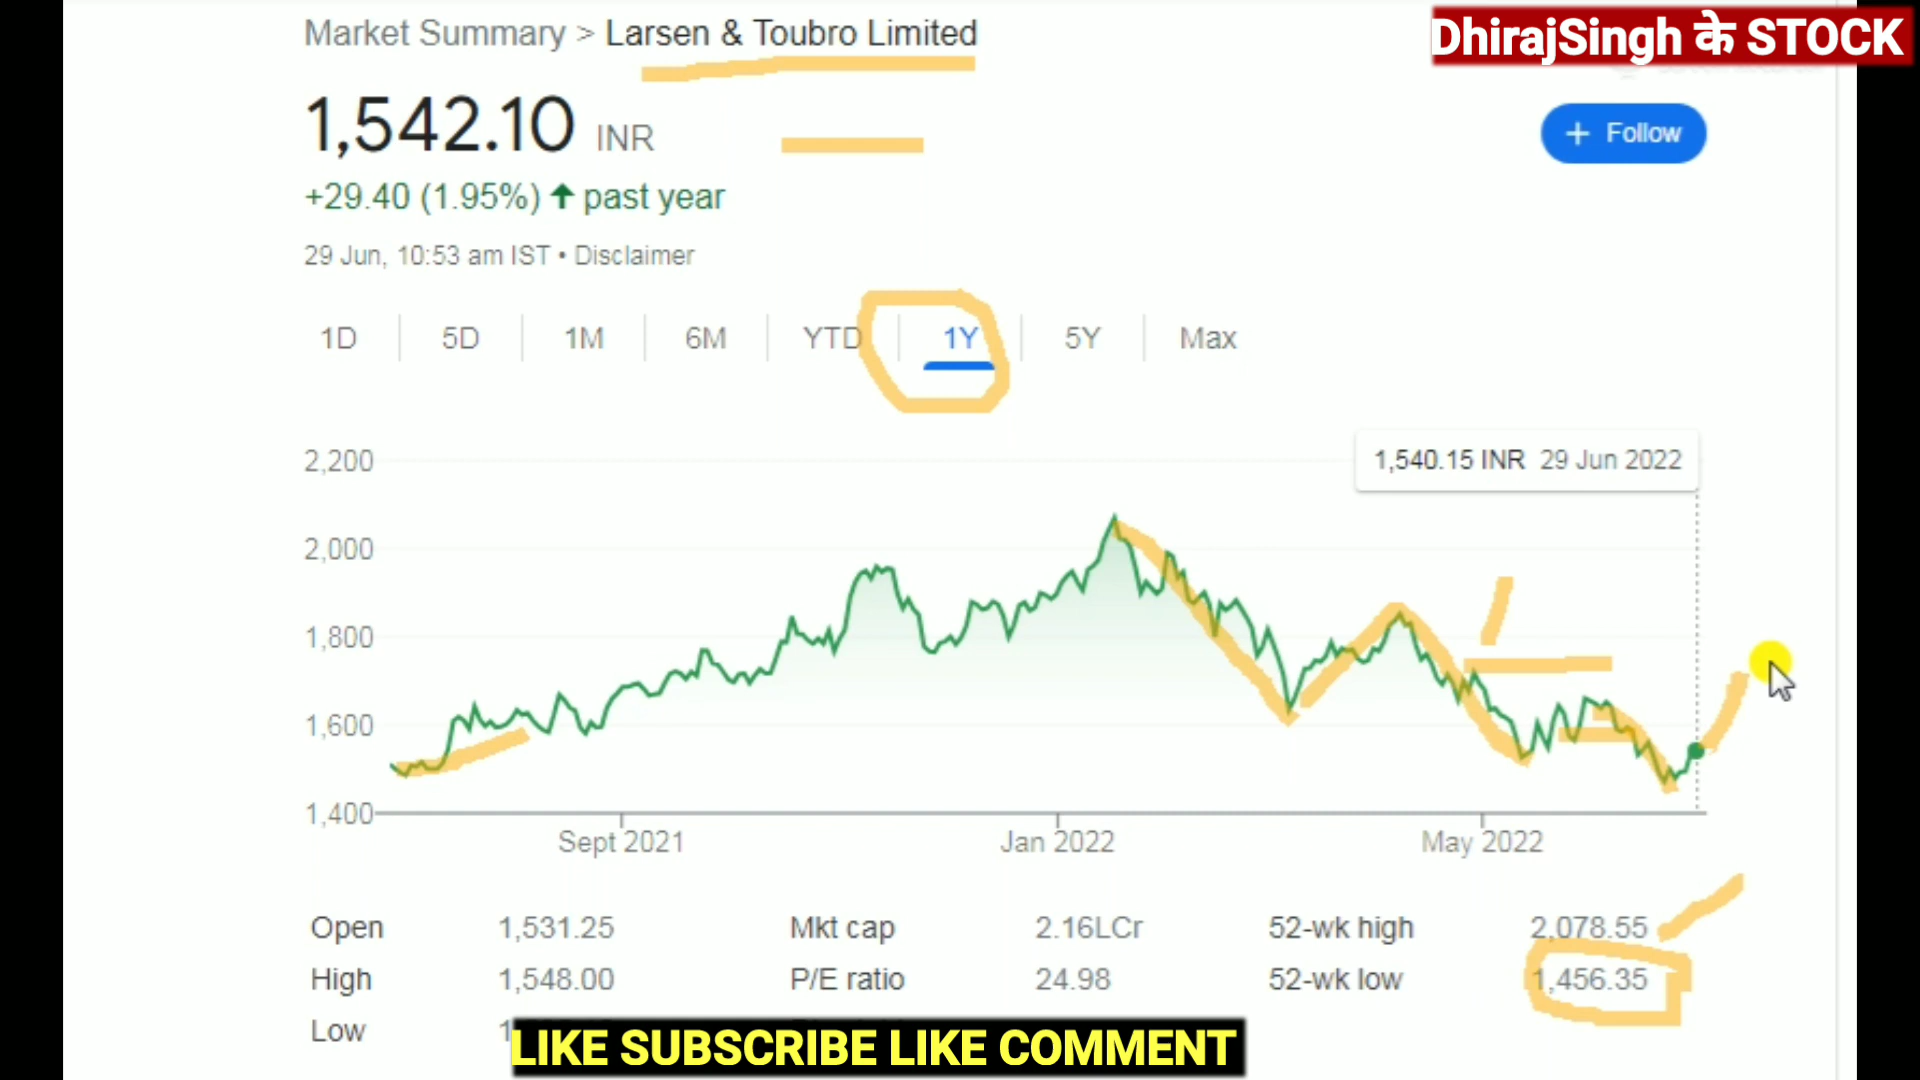 Market Summary > Larsen & Toubro Limited
DhirajSingh के STOCK
1,542.10 INR
+ Follow
+29.40 (1.95%) ↑ past year
29 Jun, 10:53 am IST • Disclaimer
1D 5D 1M 6M YTD 1Y 5Y Max
1,540.15 INR 29 Jun 2022
2,200
2,000
1,800
1,600
1,400
Sept 2021 Jan 2022 May 2022
Open 1,531.25 Mkt cap 2.16LCr 52-wk high 2,078.55
High 1,548.00 P/E ratio 24.98 52-wk low 1,456.35
Low
LIKE SUBSCRIBE LIKE COMMENT